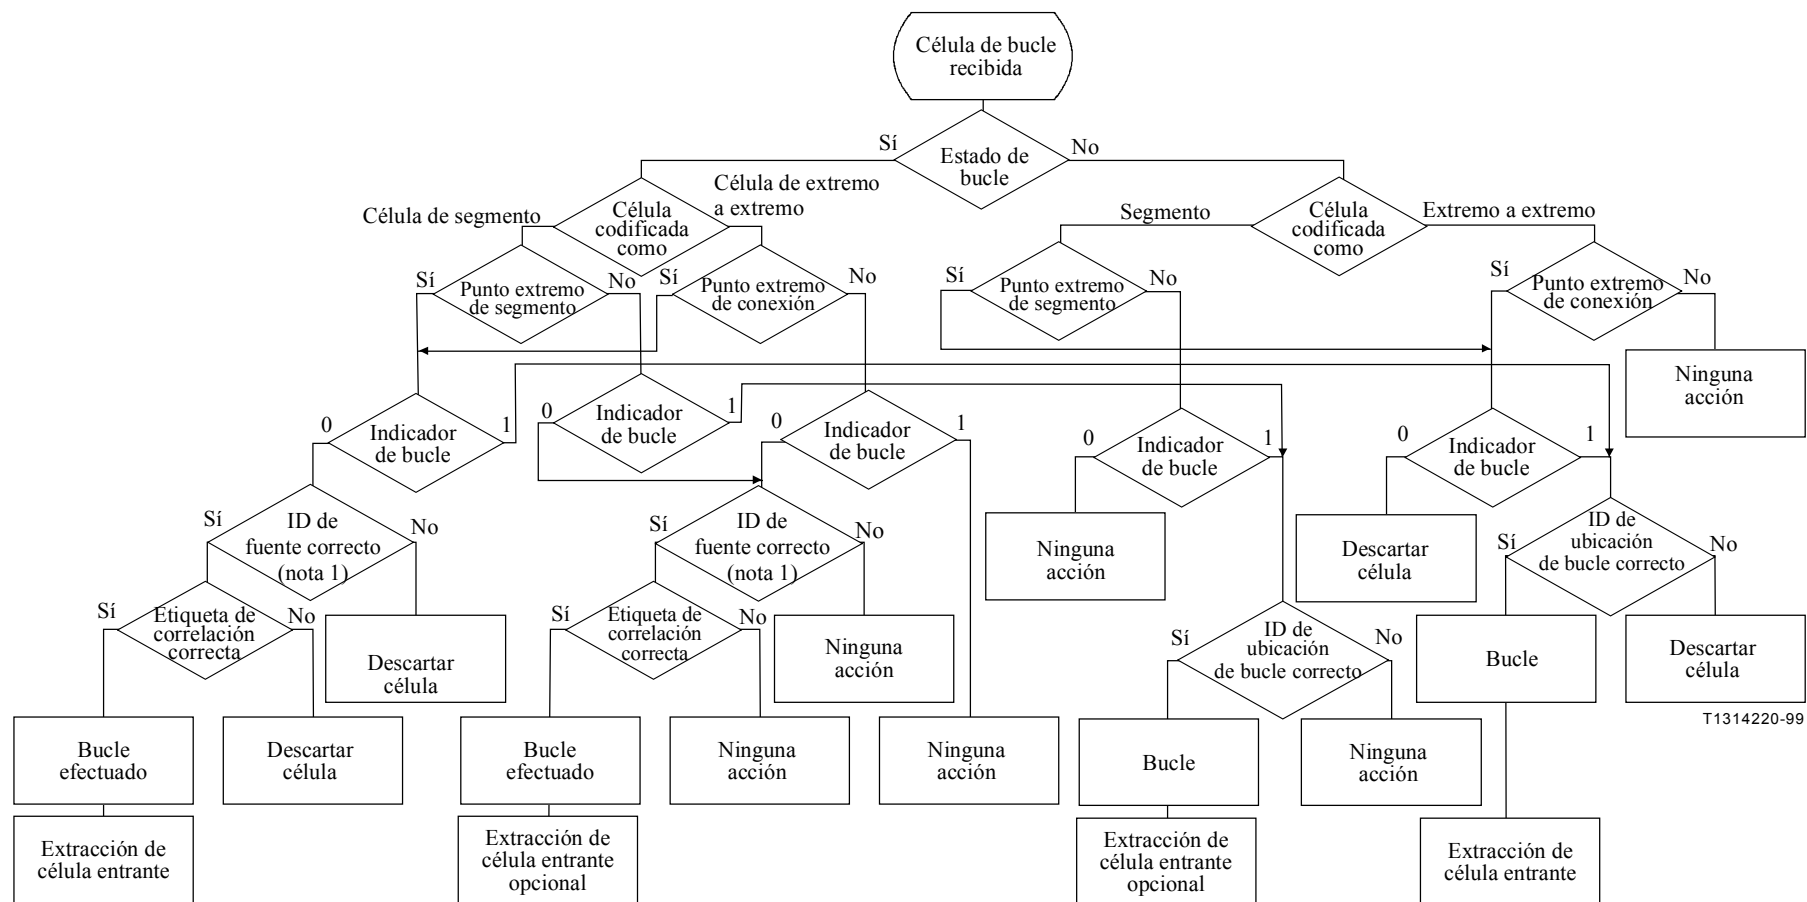 Célula de bucle
recibida
Sí
Estado de
bucle
No
Célula de segmento
Célula
codificada
como
Célula de extremo
a extremo
Segmento
Célula
codificada
como
Extremo a extremo
Sí
Punto extremo
de segmento
No
Sí
Punto extremo
de conexión
No
Sí
Punto extremo
de segmento
No
Sí
Punto extremo
de conexión
No
Ninguna
acción
0
Indicador
de bucle
1
0
Indicador
de bucle
1
0
Indicador
de bucle
1
0
Indicador
de bucle
1
0
Indicador
de bucle
1
Sí
ID de
fuente correcto
(nota 1)
No
Sí
ID de
fuente correcto
(nota 1)
No
Ninguna
acción
Descartar
célula
Sí
ID de
ubicación
de bucle correcto
No
Sí
Etiqueta de
correlación
correcta
No
Descartar
célula
Sí
Etiqueta de
correlación
correcta
No
Ninguna
acción
Sí
ID de
ubicación
de bucle correcto
No
Bucle
Descartar
célula
T1314220-99
Bucle
efectuado
Descartar
célula
Bucle
efectuado
Ninguna
acción
Ninguna
acción
Bucle
Ninguna
acción
Extracción de
célula entrante
Extracción de
célula entrante
opcional
Extracción de
célula entrante
opcional
Extracción de
célula entrante